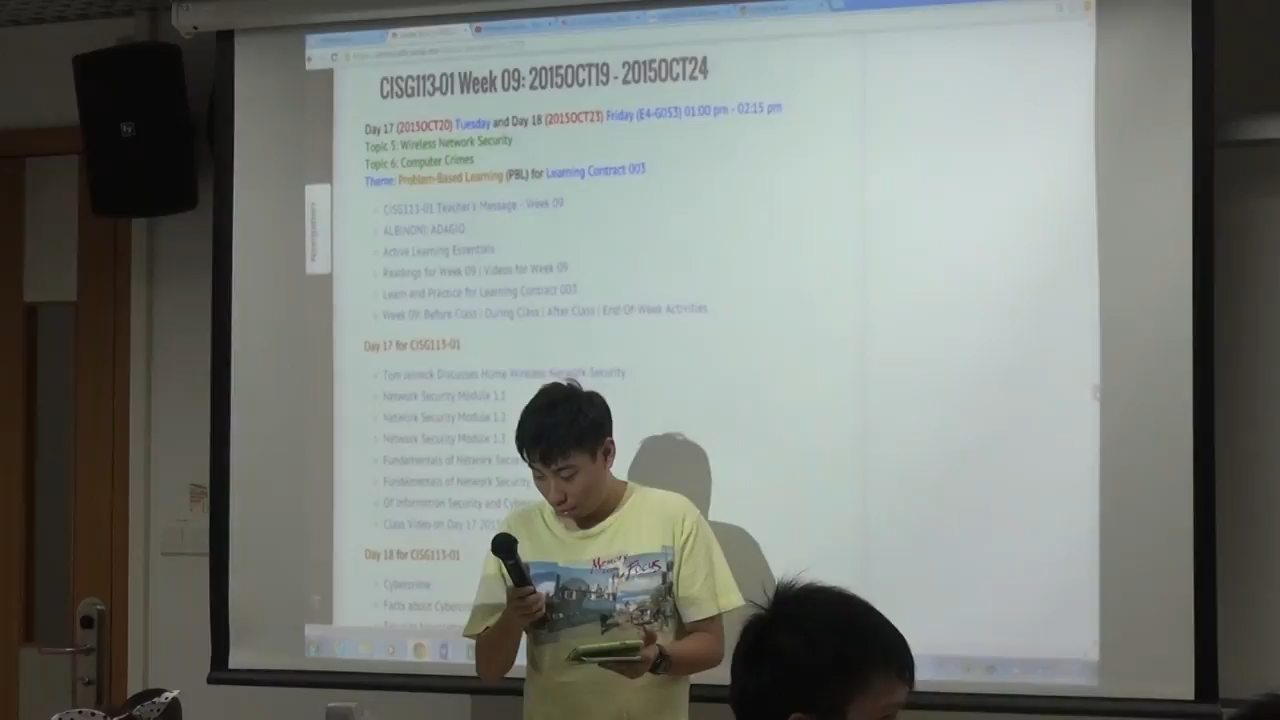 CISG113-01 Week 09: 2015OCT19 - 2015OCT24
Day 17 (2015OCT20) Tuesday and Day 18 (2015OCT23) Friday (E4-G053) 01:00 pm - 02:15 pm
Topic 5: Wireless Network Security
Topic 6: Computer Crimes
Theme: Problem-Based Learning (PBL) for Learning Contract 003
CISG113-01 Teacher's Message - Week 09
ALBINONI: ADAGIO
Active Learning Essentials
Readings for Week 09 | Videos for Week 09
Learn and Practice for Learning Contract 003
Week 09: Before Class | During Class | After Class | End-Of-Week Activities
Day 17 for CISG113-01
Tom Discusses Home Wireless Network Security
Network Security Module 1.1
Network Security Module 1.2
Network Security Module 1.3
Fundamentals of Network
Fundamentals of Network Security
Of Information Security and
Class Video on Day 17
Day 18 for CISG113-01
Cybercrime
Facts about
Navigation
Focus